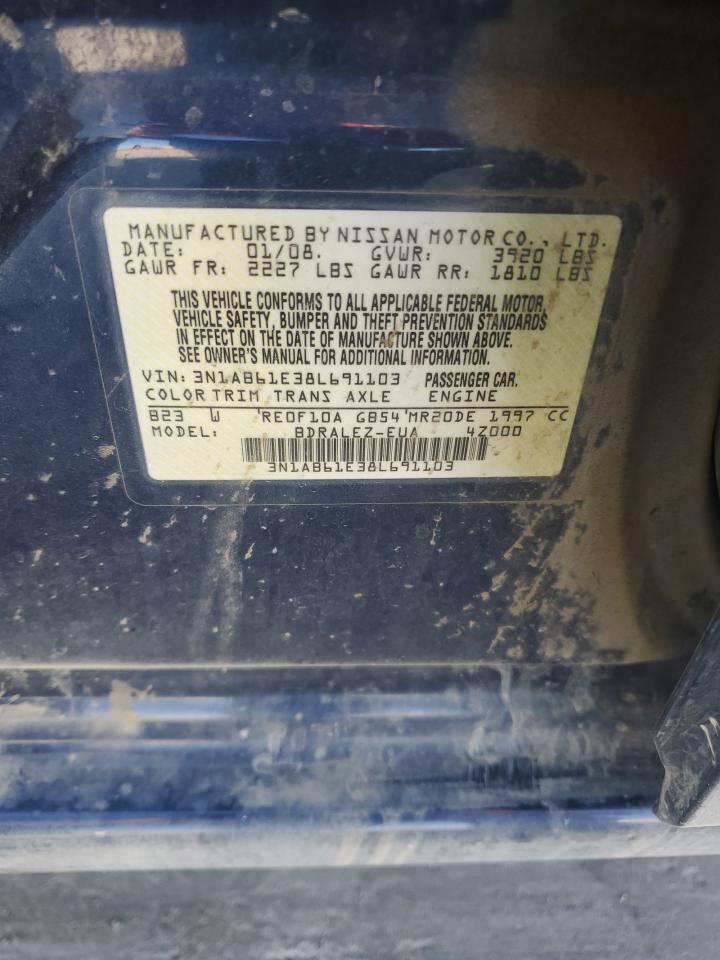 MANUFACTURED BY NISSAN MOTOR CO., LTD.
DATE: 01/08. GVWR: 3920 LBS
GAWR FR: 2227 LBS GAWR RR: 1810 LBS
THIS VEHICLE CONFORMS TO ALL APPLICABLE FEDERAL MOTOR,
VEHICLE SAFETY, BUMPER AND THEFT PREVENTION STANDARDS
IN EFFECT ON THE DATE OF MANUFACTURE SHOWN ABOVE.
SEE OWNER'S MANUAL FOR ADDITIONAL INFORMATION.
VIN: 3N1AB61E38L691103 PASSENGER CAR.
COLOR TRIM TRANS AXLE ENGINE
B23 W 'RE0F10A GB54 'MR20DE 1997 CC
MODEL: BDRALEZ-EUA 4Z000
3N1AB61E38L691103